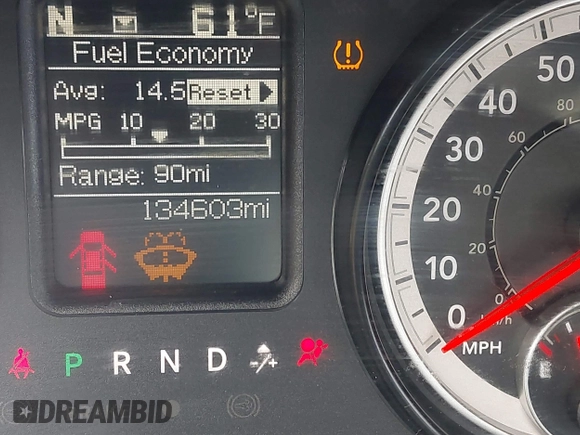 N 61°F
Fuel Economy
Avg: 14.5 Reset
MPG 10 20 30
Range: 90mi
134603mi
P R N D
50
40
30
20
10
0
80
60
40
20
0
km/h
MPH
DREAMBID